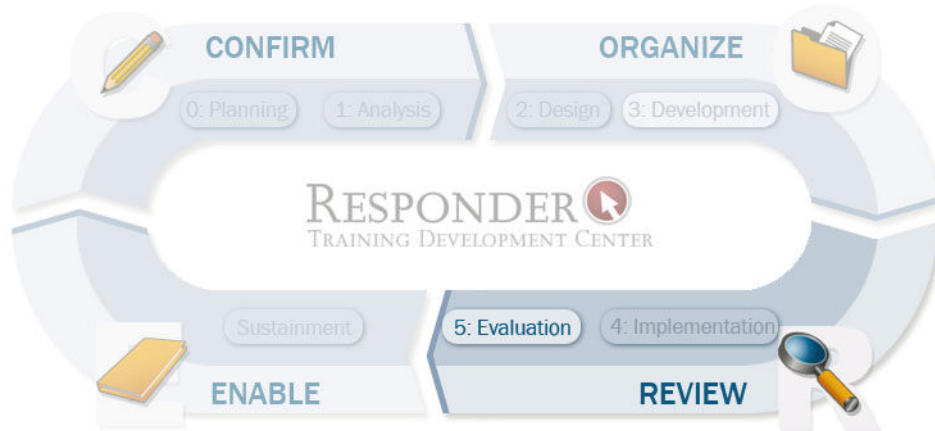 CONFIRM
ORGANIZE
0: Planning
1: Analysis
2: Design
3: Development
RESPONDER
TRAINING DEVELOPMENT CENTER
Sustainment
5: Evaluation
4: Implementation
ENABLE
REVIEW
C
E
R